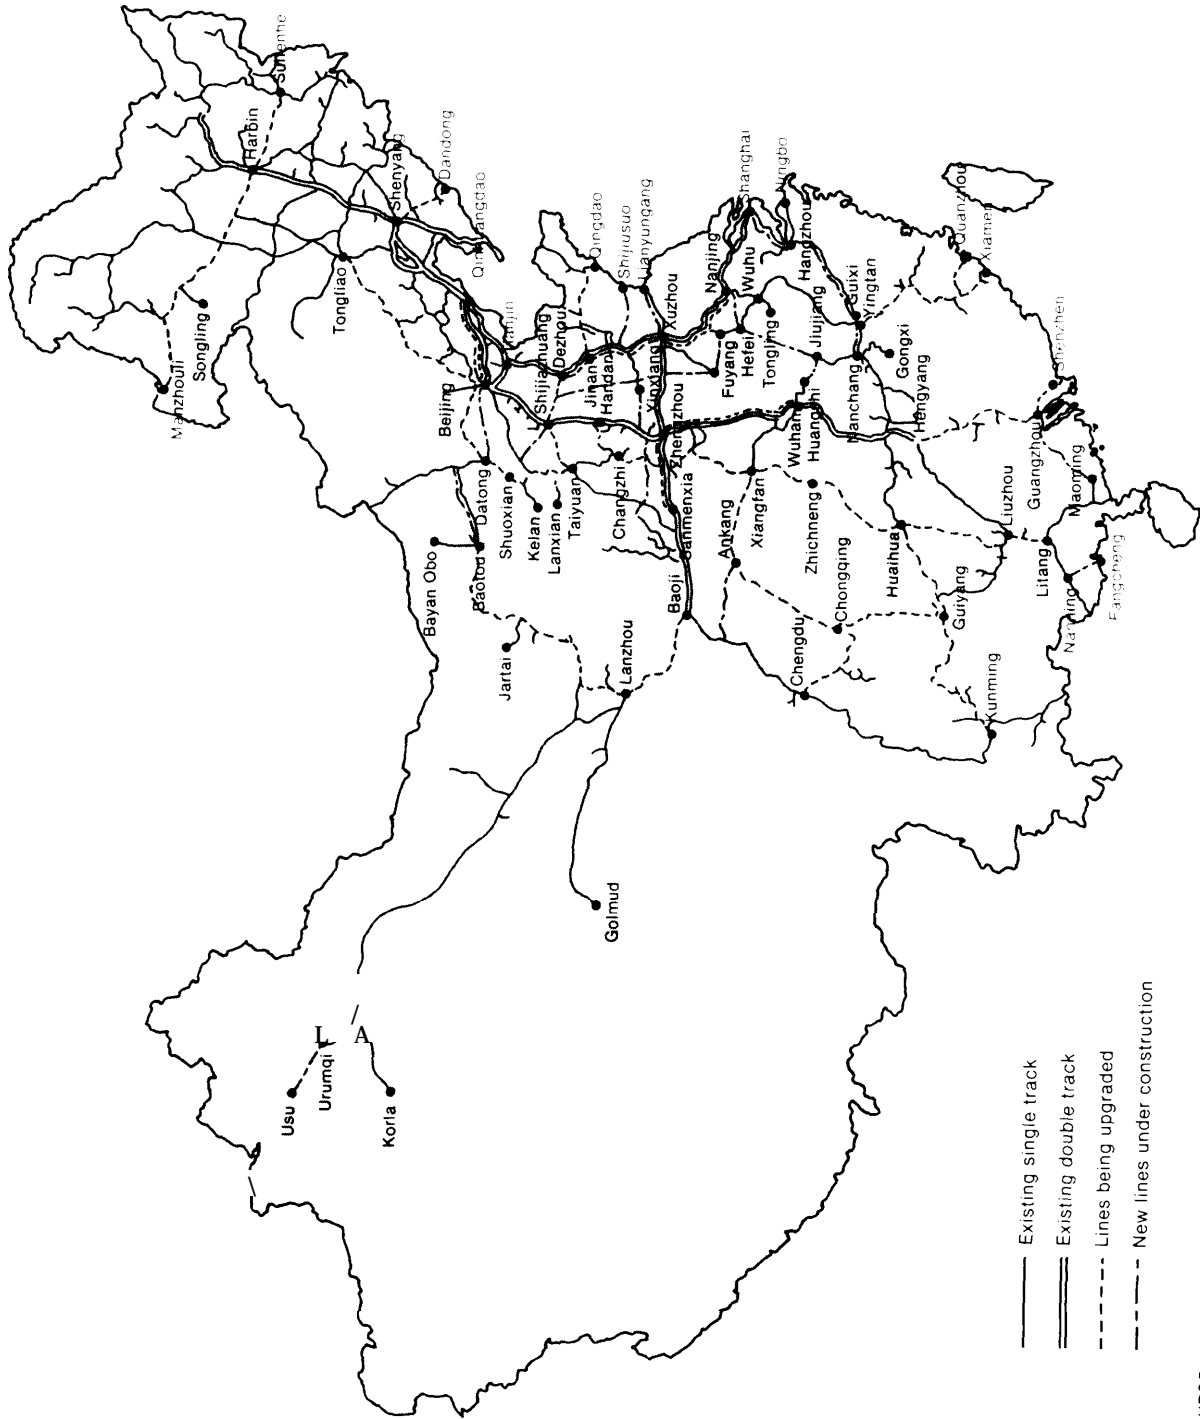 Suifenhe
Harbin
Manzhouli
Songling
Tongliao
Shenyang
Dandong
Beijing
Shijiazhuang
Dezhou
Jinan
Handan
Qingdao
Shijiusuo
Lianyungang
Xuzhou
Xinxiang
Zhengzhou
Nanjing
Wuhu
Shanghai
Ningbo
Hangzhou
Fuyang
Hefei
Tongling
Jiujiang
Guixi
Yingtan
Quanzhou
Xiamen
Wuhan
Huangshi
Nanchang
Gongxi
Hengyang
Shenzhen
Guangzhou
Maoming
Datong
Shuoxian
Kelan
Lanxian
Taiyuan
Changzhi
Sanmenxia
Ankang
Xiangfan
Zhicheng
Chongqing
Huaihua
Liuzhou
Litang
Nanning
Fangcheng
Guiyang
Bayan Obo
Baotou
Jartai
Lanzhou
Baoji
Chengdu
Kunming
Golmud
L A
Usu
Urumqi
Korla
Existing single track
Existing double track
Lines being upgraded
New lines under construction